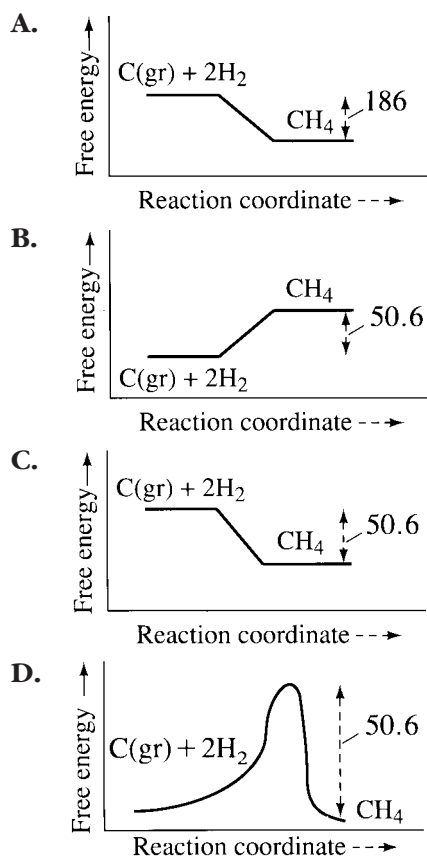 A.
Free energy →
C(gr) + 2H₂
CH₄
186
Reaction coordinate --→
B.
Free energy →
CH₄
50.6
C(gr) + 2H₂
Reaction coordinate --→
C.
Free energy →
C(gr) + 2H₂
CH₄
50.6
Reaction coordinate --→
D.
Free energy →
C(gr) + 2H₂
50.6
CH₄
Reaction coordinate --→